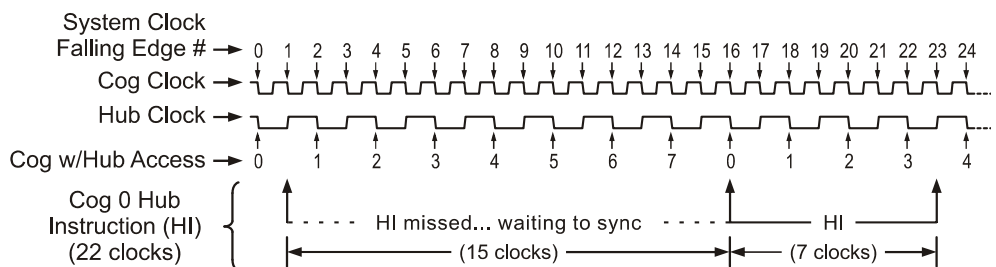 System Clock
Falling Edge # 0 1 2 3 4 5 6 7 8 9 10 11 12 13 14 15 16 17 18 19 20 21 22 23 24
Cog Clock
Hub Clock
Cog w/Hub Access 0 1 2 3 4 5 6 7 0 1 2 3 4
Cog 0 Hub
Instruction (HI)
(22 clocks)
HI missed... waiting to sync HI
(15 clocks) (7 clocks)